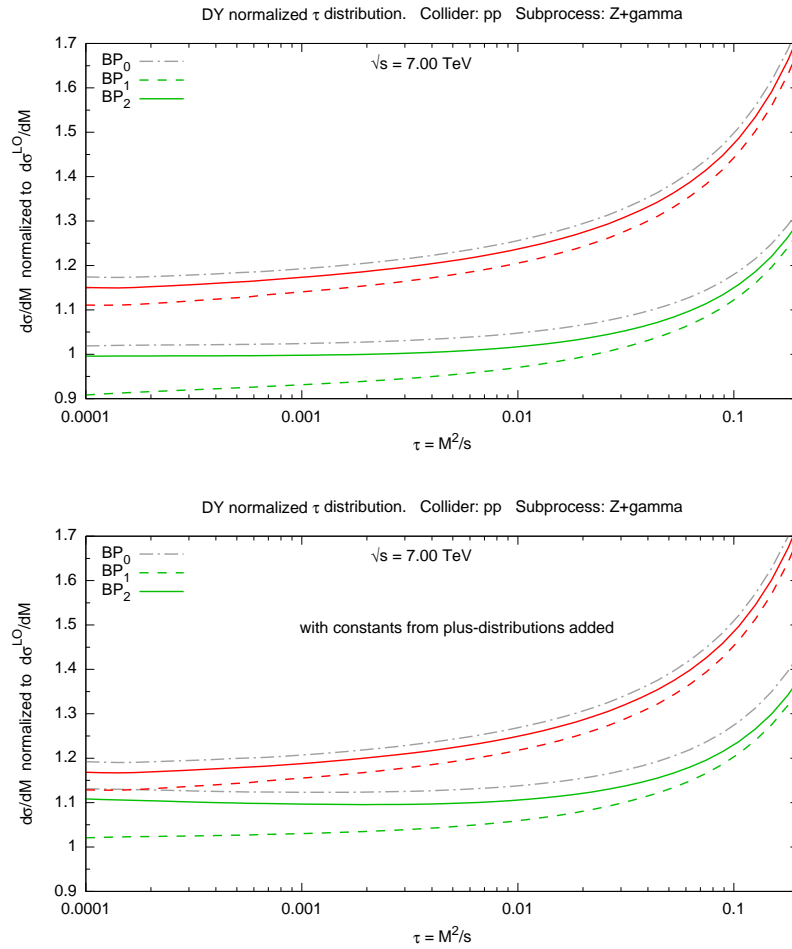 DY normalized τ distribution. Collider: pp Subprocess: Z+gamma
1.7
BP0
√s = 7.00 TeV
BP1
1.6
BP2
1.5
1.4
1.3
1.2
1.1
1
0.9
dσ/dM normalized to dσ^LO/dM
0.0001 0.001 0.01 0.1
τ = M²/s
DY normalized τ distribution. Collider: pp Subprocess: Z+gamma
1.7
BP0
√s = 7.00 TeV
BP1
1.6
BP2
1.5
with constants from plus-distributions added
1.4
1.3
1.2
1.1
1
0.9
dσ/dM normalized to dσ^LO/dM
0.0001 0.001 0.01 0.1
τ = M²/s